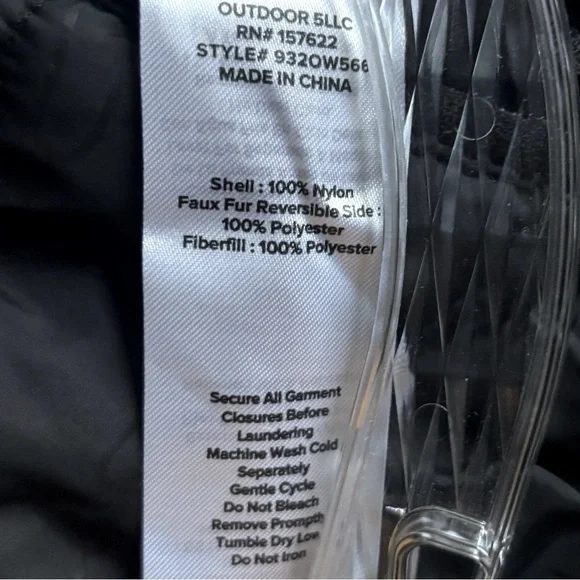 OUTDOOR 5LLC
RN# 157622
STYLE# 932OW566
MADE IN CHINA
Shell : 100% Nylon
Faux Fur Reversible Side :
100% Polyester
Fiberfill : 100% Polyester
Secure All Garment
Closures Before
Laundering
Machine Wash Cold
Separately
Gentle Cycle
Do Not Bleach
Remove Promptly
Tumble Dry Low
Do Not Iron